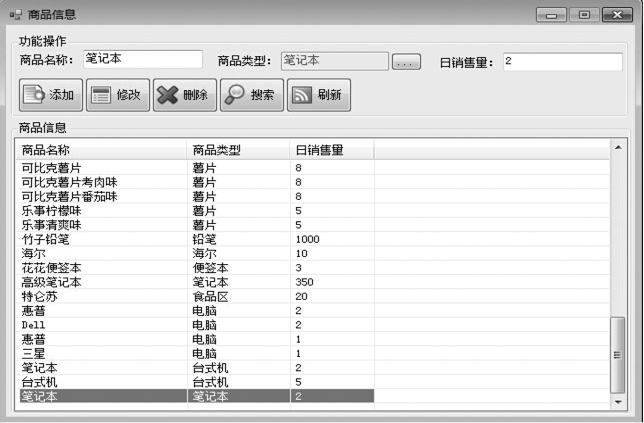 商品信息
功能操作
商品名称： 笔记本 商品类型： 笔记本 ... 日销售量： 2
添加 修改 删除 搜索 刷新
商品信息
商品名称 商品类型 日销售量
可比克薯片 薯片 8
可比克薯片考肉味 薯片 8
可比克薯片番茄味 薯片 8
乐事柠檬味 薯片 5
乐事清爽味 薯片 5
竹子铅笔 铅笔 1000
海尔 海尔 10
花花便签本 便签本 3
高级笔记本 笔记本 350
特仑苏 食品区 20
惠普 电脑 2
Dell 电脑 2
惠普 电脑 1
三星 电脑 1
笔记本 台式机 2
台式机 台式机 5
笔记本 笔记本 2